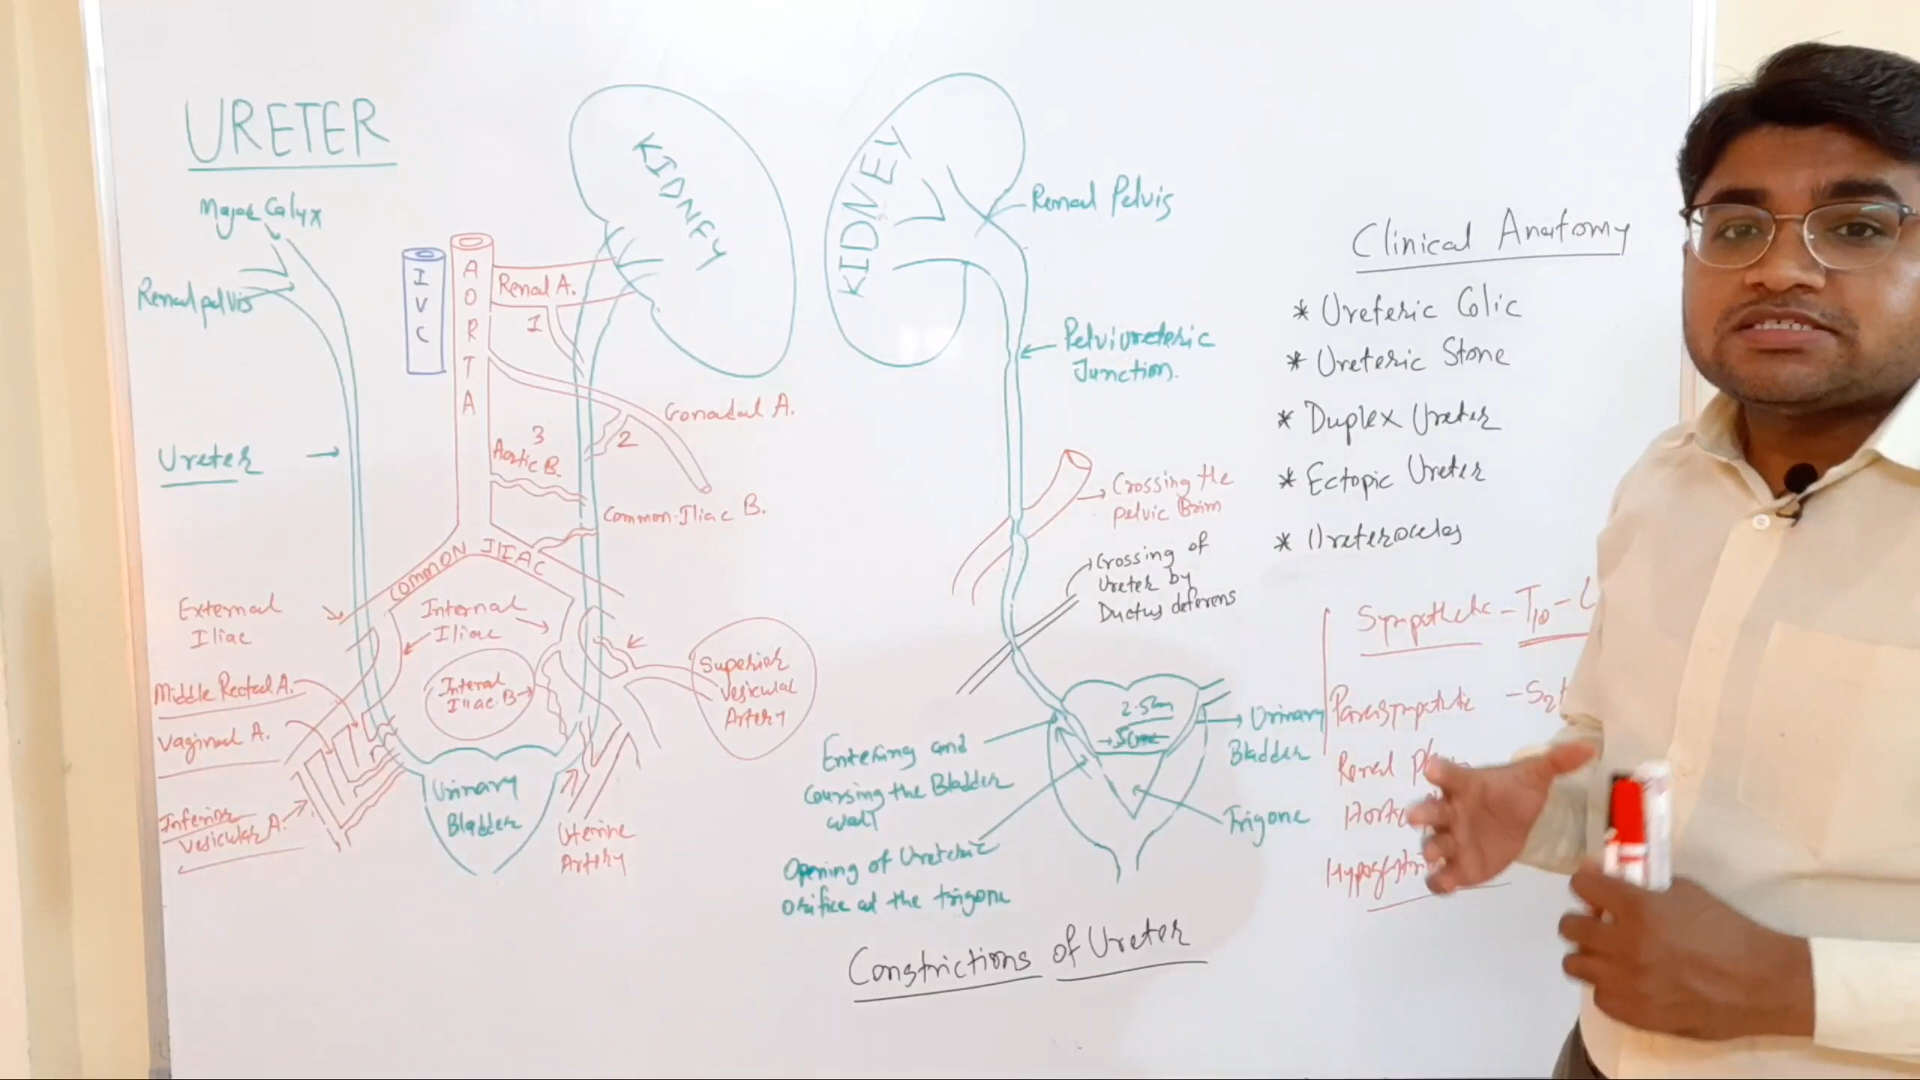 URETER
Major Calyx
Renal pelvis
Ureter
External
Iliac
Middle Rectal A.
Vaginal A.
Inferior
Vesicular A.
IVC
AORTA
Renal A.
1
KIDNEY
Gonadal A.
2
3
Aortic B.
Common Iliac B.
COMMON ILIAC
Internal
Iliac
Internal
Iliac B
Superior
Vesicular
Artery
Urinary
Bladder
Uterine
Artery
KIDNEY
Renal Pelvis
Pelviureteric
Junction.
Crossing the
pelvic Brim
Crossing of
Ureter by
Ductus deferens
2.5cm
5cm
Urinary
Bladder
Trigone
Entering and
Coursing the Bladder
wall
Opening of Ureteric
orifice at the trigone
Constrictions of Ureter
Clinical Anatomy
* Ureteric Colic
* Ureteric Stone
* Duplex Ureter
* Ectopic Ureter
* Ureteroceles
Sympathetic - T10 - L
Parasympathetic - S2
Renal